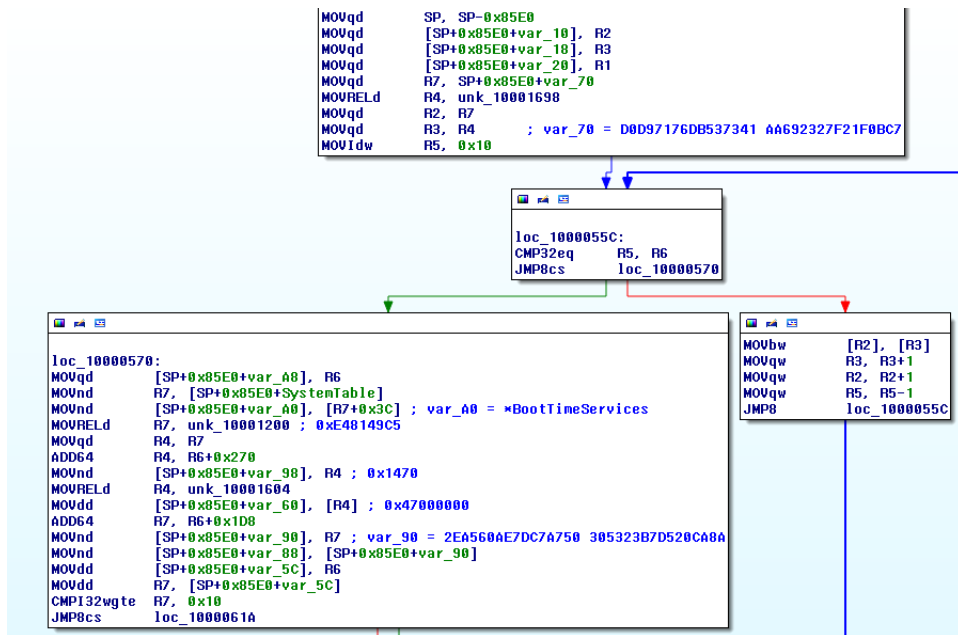 MOVqd SP, SP-0x85E0
MOVqd [SP+0x85E0+var_10], R2
MOVqd [SP+0x85E0+var_18], R3
MOVqd [SP+0x85E0+var_20], R1
MOVqd R7, SP+0x85E0+var_70
MOVRELd R4, unk_10001698
MOVqd R2, R7
MOVqd R3, R4 ; var_70 = D0D97176DB537341 AA692327F21F0BC7
MOVIdw R5, 0x10
loc_1000055C:
CMP32eq R5, R6
JMP8cs loc_10000570
loc_10000570:
MOVqd [SP+0x85E0+var_A8], R6
MOVnd R7, [SP+0x85E0+SystemTable]
MOVnd [SP+0x85E0+var_A0], [R7+0x3C] ; var_A0 = *BootTimeServices
MOVRELd R7, unk_10001200 ; 0xE48149C5
MOVqd R4, R7
ADD64 R4, R6+0x270
MOVnd [SP+0x85E0+var_98], R4 ; 0x1470
MOVRELd R4, unk_10001604
MOVdd [SP+0x85E0+var_60], [R4] ; 0x47000000
ADD64 R7, R6+0x1D8
MOVnd [SP+0x85E0+var_90], R7 ; var_90 = 2EA560AE7DC7A750 305323B7D520CA8A
MOVnd [SP+0x85E0+var_88], [SP+0x85E0+var_90]
MOVdd [SP+0x85E0+var_5C], R6
MOVdd R7, [SP+0x85E0+var_5C]
CMPI32wgte R7, 0x10
JMP8cs loc_1000061A
MOVbw [R2], [R3]
MOVqw R3, R3+1
MOVqw R2, R2+1
MOVqw R5, R5-1
JMP8 loc_1000055C